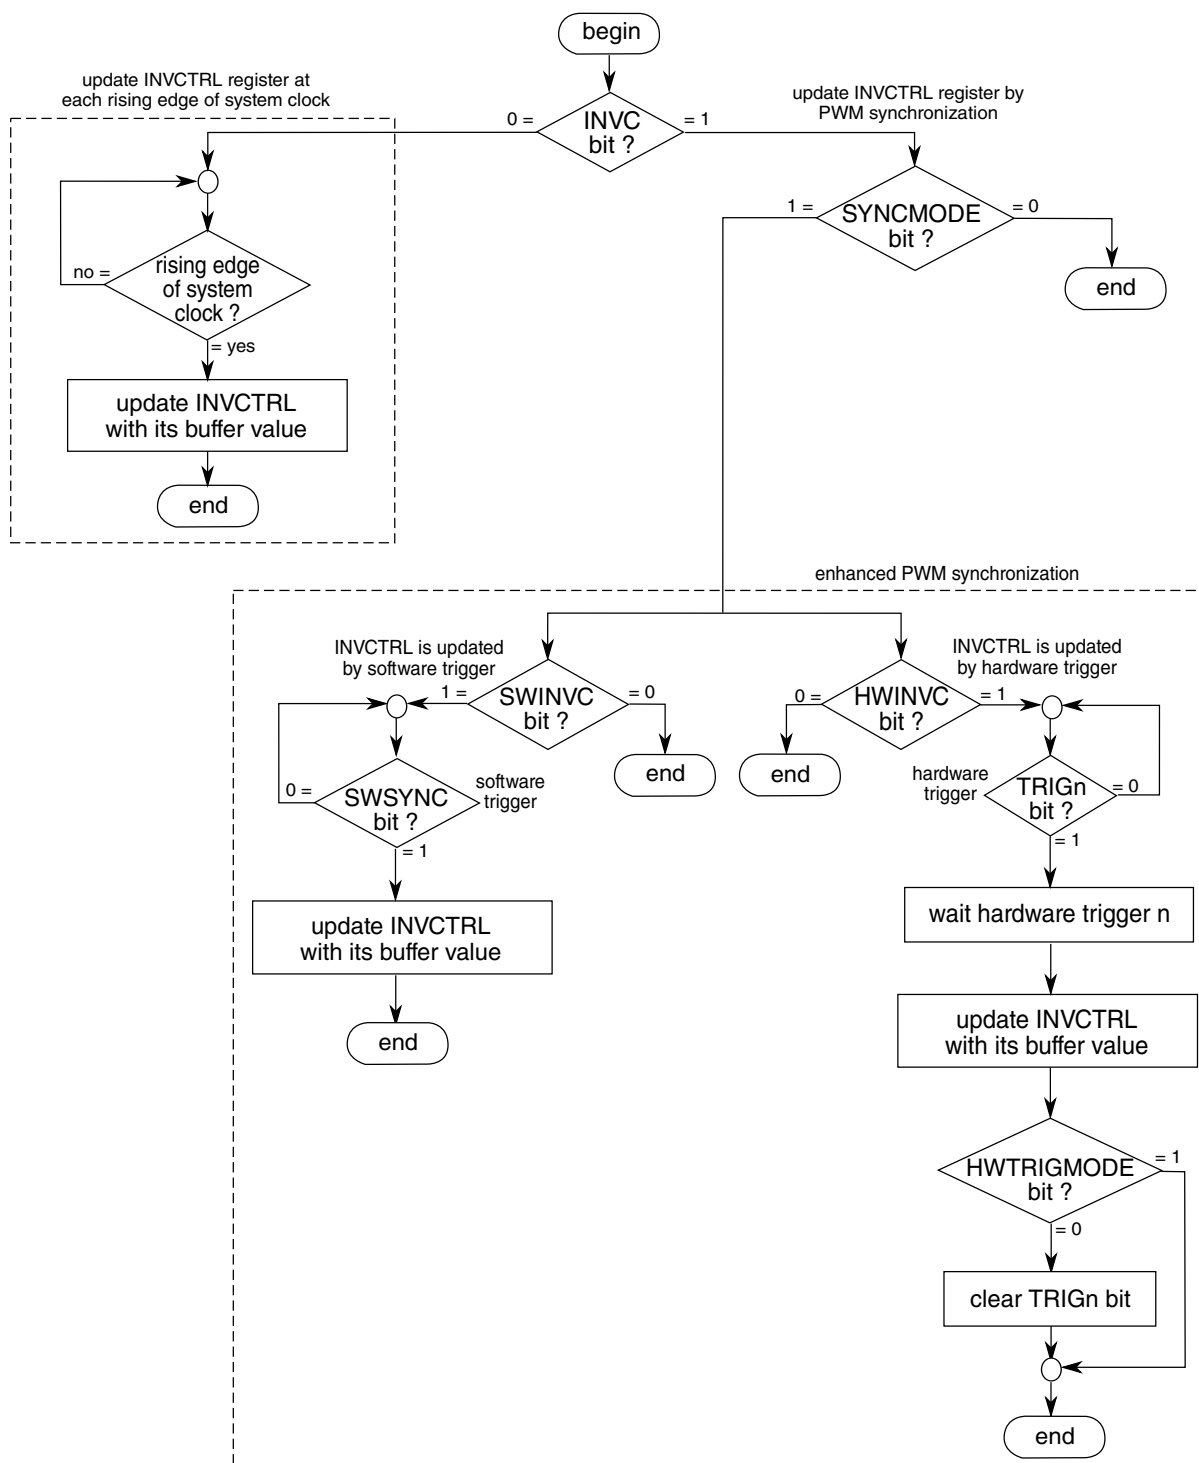 begin
update INVCTRL register at
each rising edge of system clock
update INVCTRL register by
PWM synchronization
0 =
INVC
bit ?
= 1
1 =
SYNCMODE
bit ?
= 0
end
no =
rising edge
of system
clock ?
= yes
update INVCTRL
with its buffer value
end
enhanced PWM synchronization
INVCTRL is updated
by software trigger
1 =
SWINVC
bit ?
= 0
end
0 =
SWSYNC
bit ?
software
trigger
= 1
update INVCTRL
with its buffer value
end
INVCTRL is updated
by hardware trigger
0 =
HWINVC
bit ?
= 1
end
hardware
trigger
TRIGn
bit ?
= 0
= 1
wait hardware trigger n
update INVCTRL
with its buffer value
HWTRIGMODE
bit ?
= 1
= 0
clear TRIGn bit
end